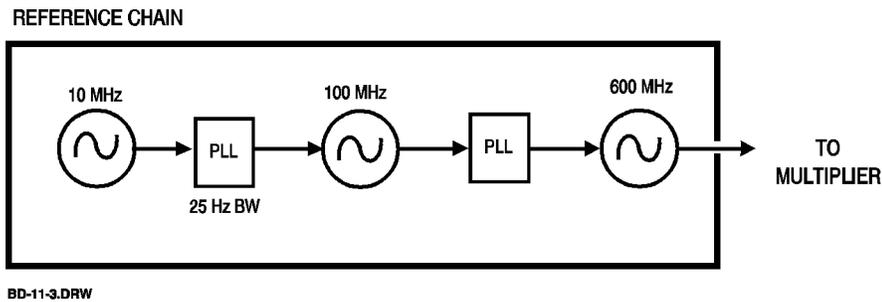 REFERENCE CHAIN
10 MHz
100 MHz
600 MHz
PLL
PLL
25 Hz BW
TO
MULTIPLIER
BD-11-3.DRW